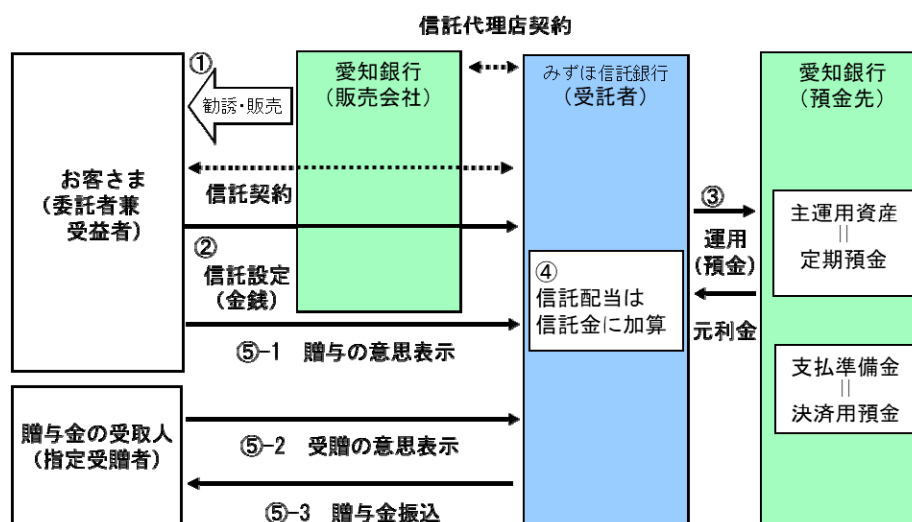 信託代理店契約
①
勧誘・販売
愛知銀行
(販売会社)
みずほ信託銀行
(受託者)
愛知銀行
(預金先)
お客さま
(委託者兼
受益者)
信託契約
②
信託設定
(金銭)
③
運用
(預金)
元利金
主運用資産
||
定期預金
④
信託配当は
信託金に加算
⑤-1 贈与の意思表示
支払準備金
||
決済用預金
贈与金の受取人
(指定受贈者)
⑤-2 受贈の意思表示
⑤-3 贈与金振込